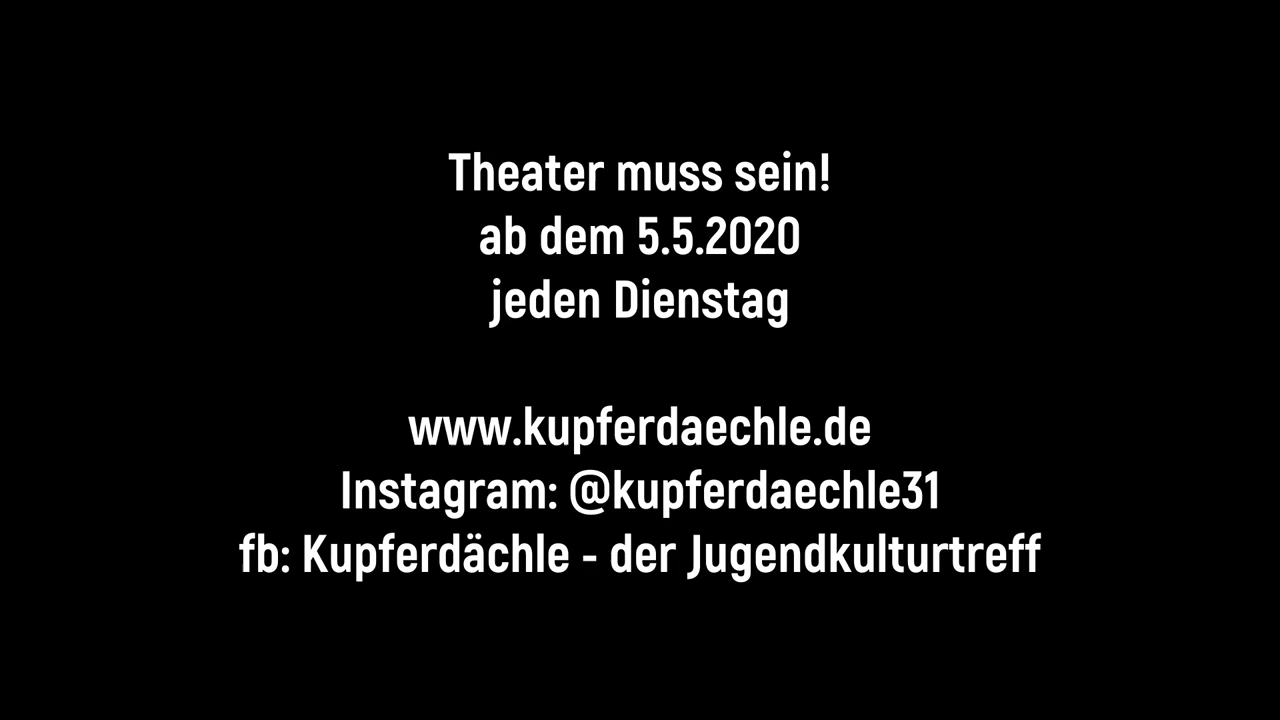 Theater muss sein!
ab dem 5.5.2020
jeden Dienstag
www.kupferdaechle.de
Instagram: @kupferdaechle31
fb: Kupferdächle - der Jugendkulturtreff